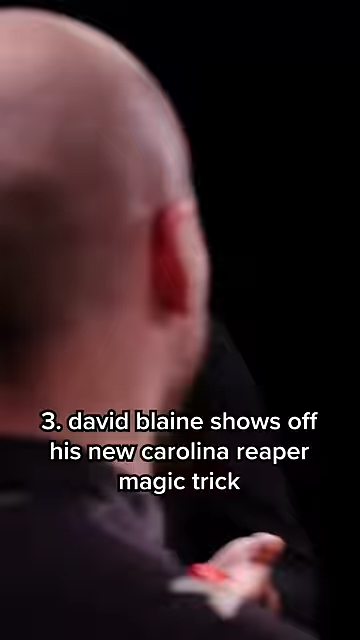 3. david blaine shows off
his new carolina reaper
magic trick